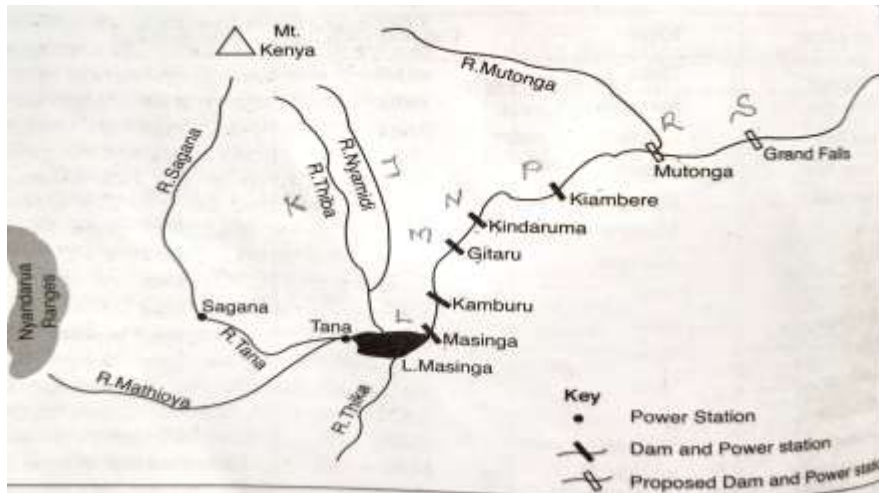 Mt.
Kenya
R.Mutonga
R
S
R.Sagana
R.Thiba
R.Nyamidi
K
M
N
P
Grand Falls
Mutonga
Kiambere
Kindaruma
Gitaru
Nyandarua
Ranges
Sagana
L
Kamburu
Tana
R.Tana
Masinga
L.Masinga
R.Mathioya
R.Thika
Key
Power Station
Dam and Power station
Proposed Dam and Power stati